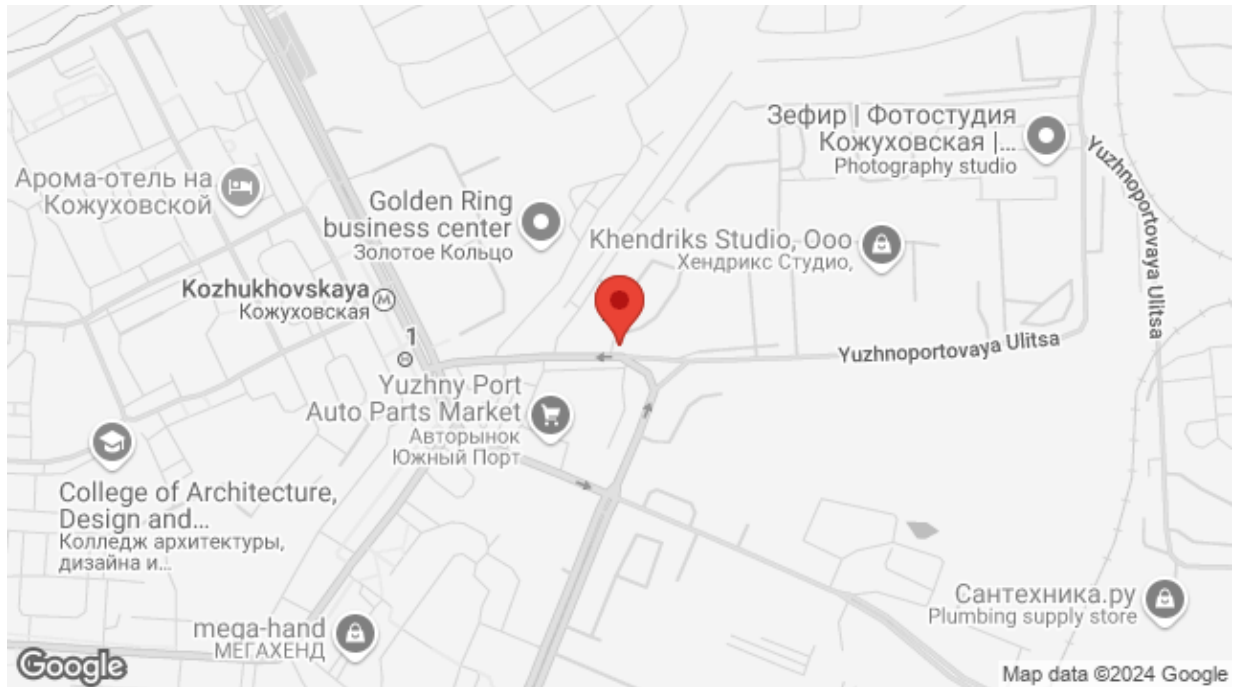 Зефир | Фотостудия
Кожуховская |...
Photography studio
Yuzhnoportovaya Ulitsa
Арома-отель на
Кожуховской
Golden Ring
business center
Золотое Кольцо
Khendriks Studio, Ooo
Хендрикс Студио,
Kozhukhovskaya
Кожуховская
1
Yuzhnoportovaya Ulitsa
Yuzhny Port
Auto Parts Market
Авторынок
Южный Порт
College of Architecture,
Design and...
Колледж архитектуры,
дизайна и...
Сантехника.ру
Plumbing supply store
mega-hand
МЕГАХЕНД
Google
Map data ©2024 Google